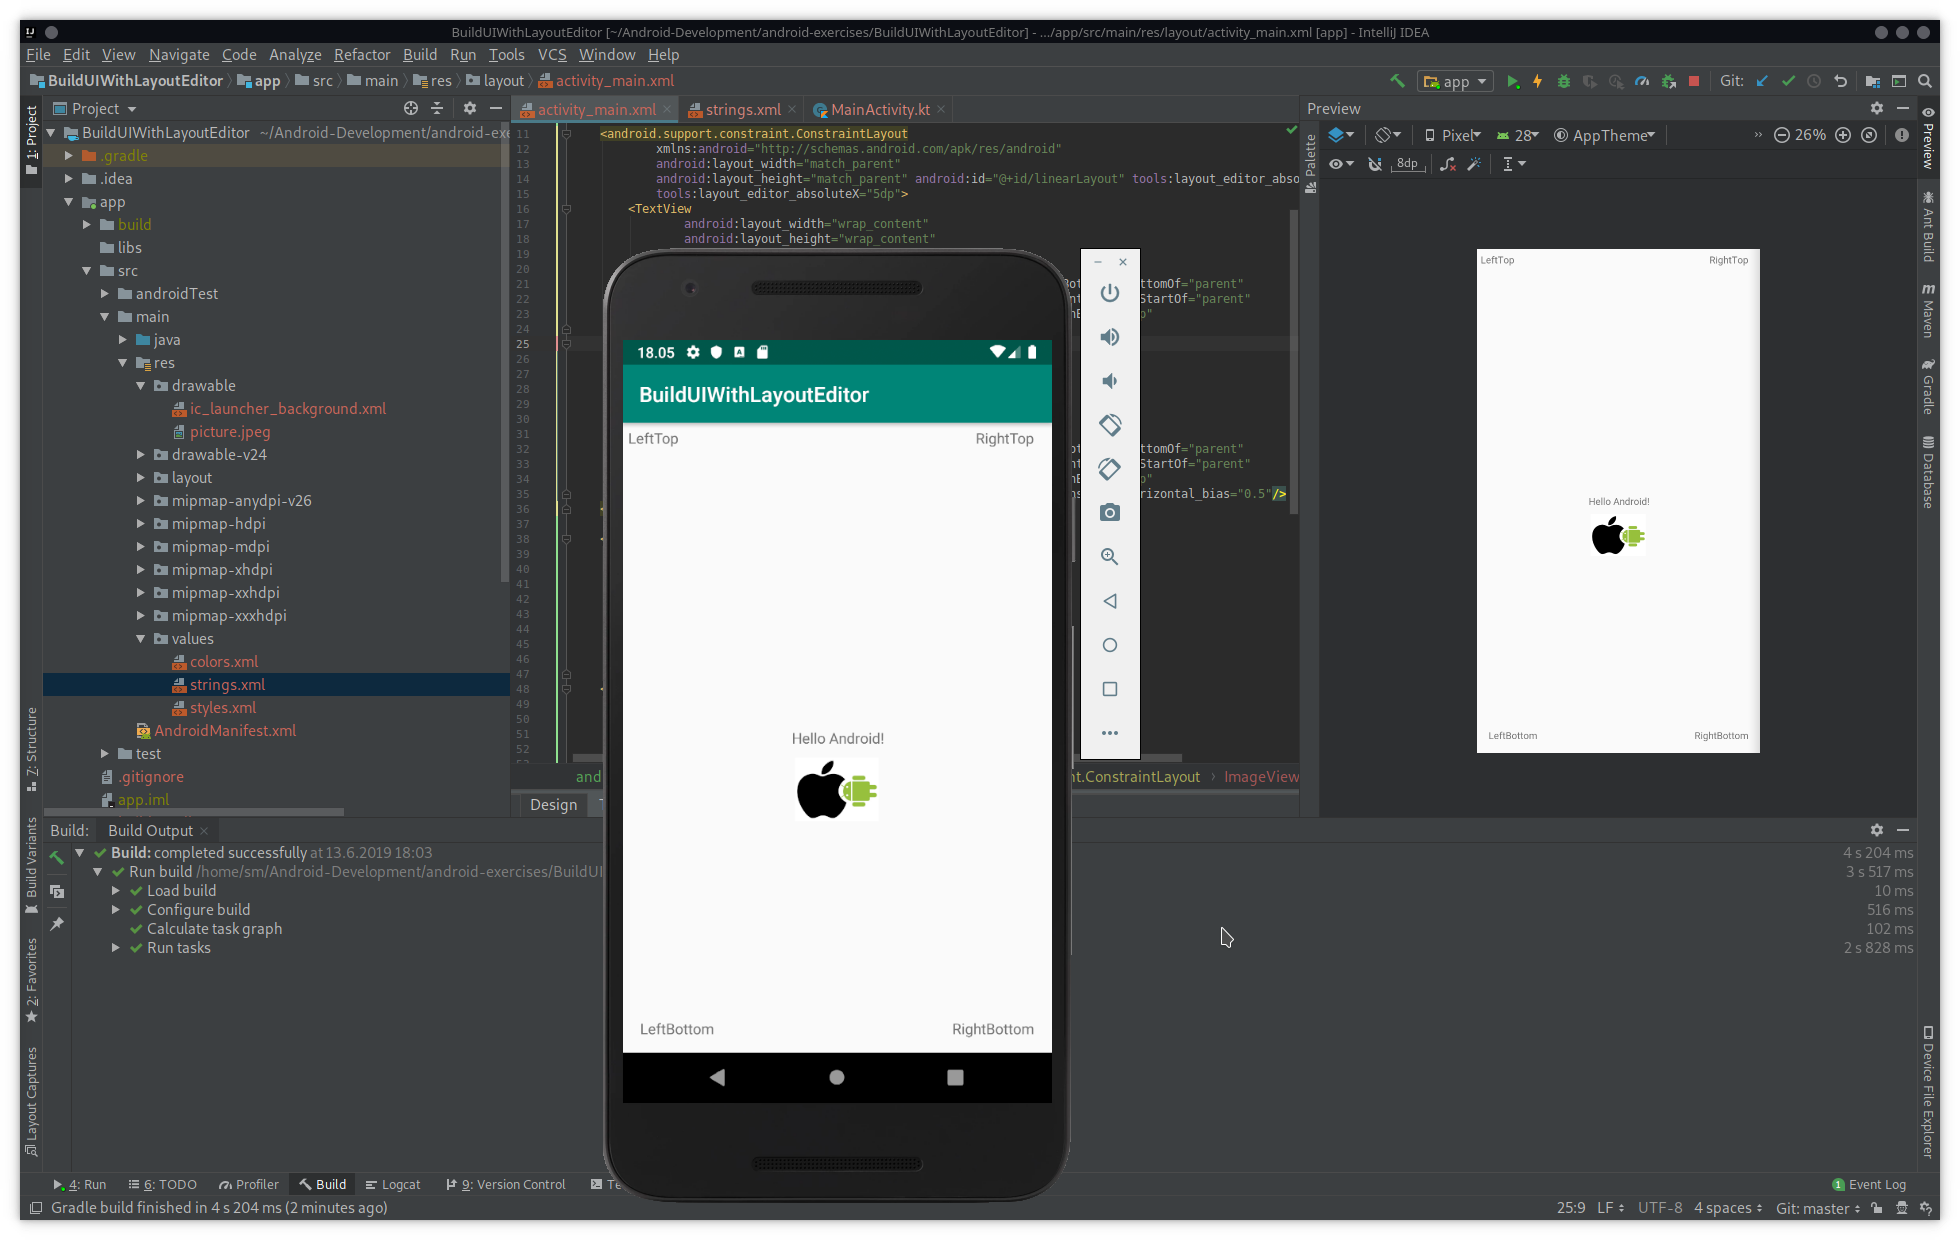 BuildUIWithLayoutEditor [~/Android-Development/android-exercises/BuildUIWithLayoutEditor] - .../app/src/main/res/layout/activity_main.xml [app] - IntelliJ IDEA
File Edit View Navigate Code Analyze Refactor Build Run Tools VCS Window Help
BuildUIWithLayoutEditor app src main res layout activity_main.xml
app Git:
1: Project
Z: Structure
Build Variants
2: Favorites
Layout Captures
Project
BuildUIWithLayoutEditor ~/Android-Development/android-exe
.gradle
.idea
app
build
libs
src
androidTest
main
java
res
drawable
ic_launcher_background.xml
picture.jpeg
drawable-v24
layout
mipmap-anydpi-v26
mipmap-hdpi
mipmap-mdpi
mipmap-xhdpi
mipmap-xxhdpi
mipmap-xxxhdpi
values
colors.xml
strings.xml
styles.xml
AndroidManifest.xml
test
.gitignore
app.iml
activity_main.xml strings.xml MainActivity.kt
11 <android.support.constraint.ConstraintLayout
12 xmlns:android="http://schemas.android.com/apk/res/android"
13 android:layout_width="match_parent"
14 android:layout_height="match_parent" android:id="@+id/linearLayout" tools:layout_editor_abso
15 tools:layout_editor_absoluteX="5dp">
16 <TextView
17 android:layout_width="wrap_content"
18 android:layout_height="wrap_content"
19
20
21 ttomOf="parent"
22 StartOf="parent"
23
24
25
26
27
28
29
30
31
32 ttomOf="parent"
33 StartOf="parent"
34
35 rizontal_bias="0.5"/>
36
37
38
39
40
41
42
43
44
45
46
47
48
49
50
51
52
and
nt.ConstraintLayout ImageView
Design
18.05
BuildUIWithLayoutEditor
LeftTop RightTop
Hello Android!
LeftBottom RightBottom
Preview
Palette
Pixel 28 AppTheme 26%
8dp
LeftTop RightTop
Hello Android!
LeftBottom RightBottom
Preview
Ant Build
m Maven
Gradle
Database
Device File Explorer
Build: Build Output
Build: completed successfully at 13.6.2019 18:03 4 s 204 ms
Run build /home/sm/Android-Development/android-exercises/BuildUI 3 s 517 ms
Load build 10 ms
Configure build 516 ms
Calculate task graph 102 ms
Run tasks 2 s 828 ms
4: Run 6: TODO Profiler Build Logcat 9: Version Control Te
1 Event Log
Gradle build finished in 4 s 204 ms (2 minutes ago)
25:9 LF UTF-8 4 spaces Git: master